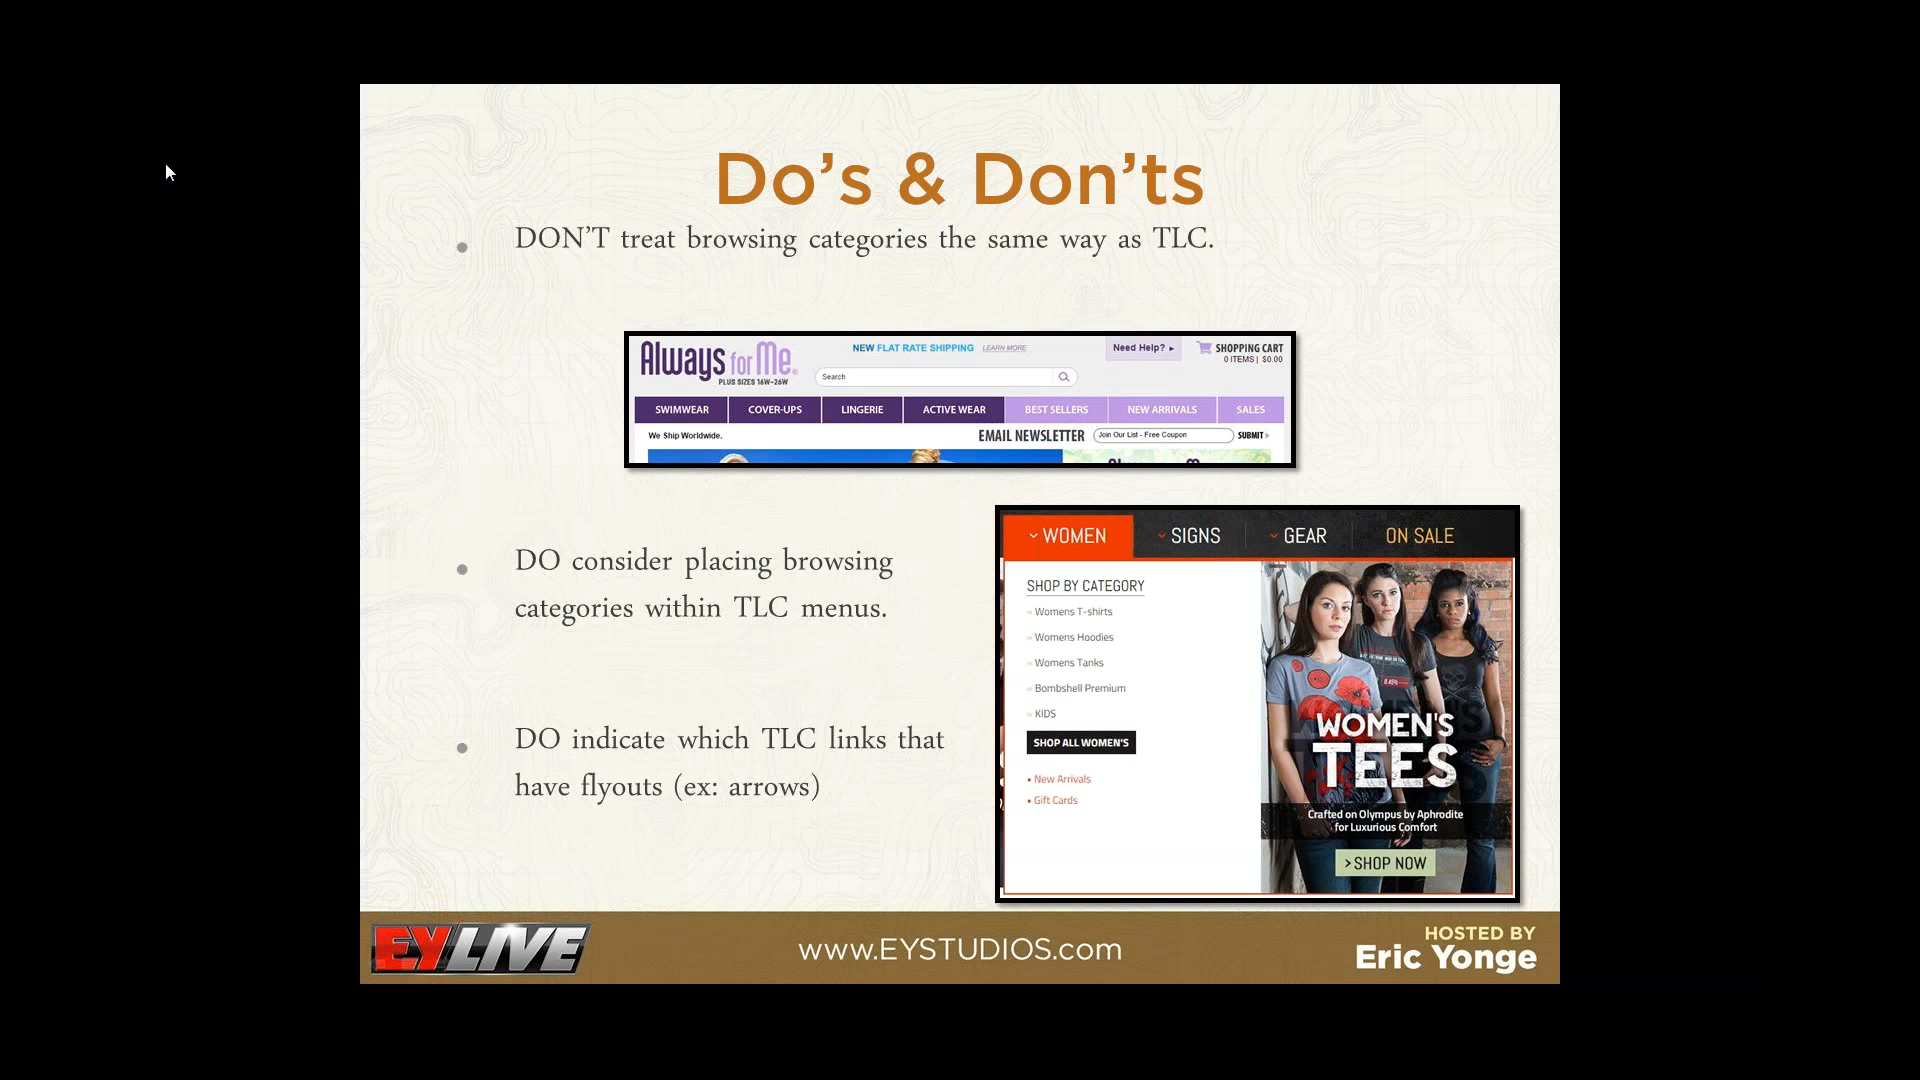 Do's & Don'ts
DON'T treat browsing categories the same way as TLC.
Always for Me®
PLUS SIZES 16W-26W
NEW FLAT RATE SHIPPING LEARN MORE
Need Help? ▸
SHOPPING CART
0 ITEMS | $0.00
Search
SWIMWEAR COVER-UPS LINGERIE ACTIVE WEAR BEST SELLERS NEW ARRIVALS SALES
We Ship Worldwide.
EMAIL NEWSLETTER Join Our List - Free Coupon SUBMIT ▸
DO consider placing browsing
categories within TLC menus.
DO indicate which TLC links that
have flyouts (ex: arrows)
WOMEN SIGNS GEAR ON SALE
SHOP BY CATEGORY
Womens T-shirts
Womens Hoodies
Womens Tanks
Bombshell Premium
KIDS
SHOP ALL WOMEN'S
• New Arrivals
• Gift Cards
WOMEN'S
TEES
Crafted on Olympus by Aphrodite
for Luxurious Comfort
> SHOP NOW
EYLIVE
www.EYSTUDIOS.com
HOSTED BY
Eric Yonge